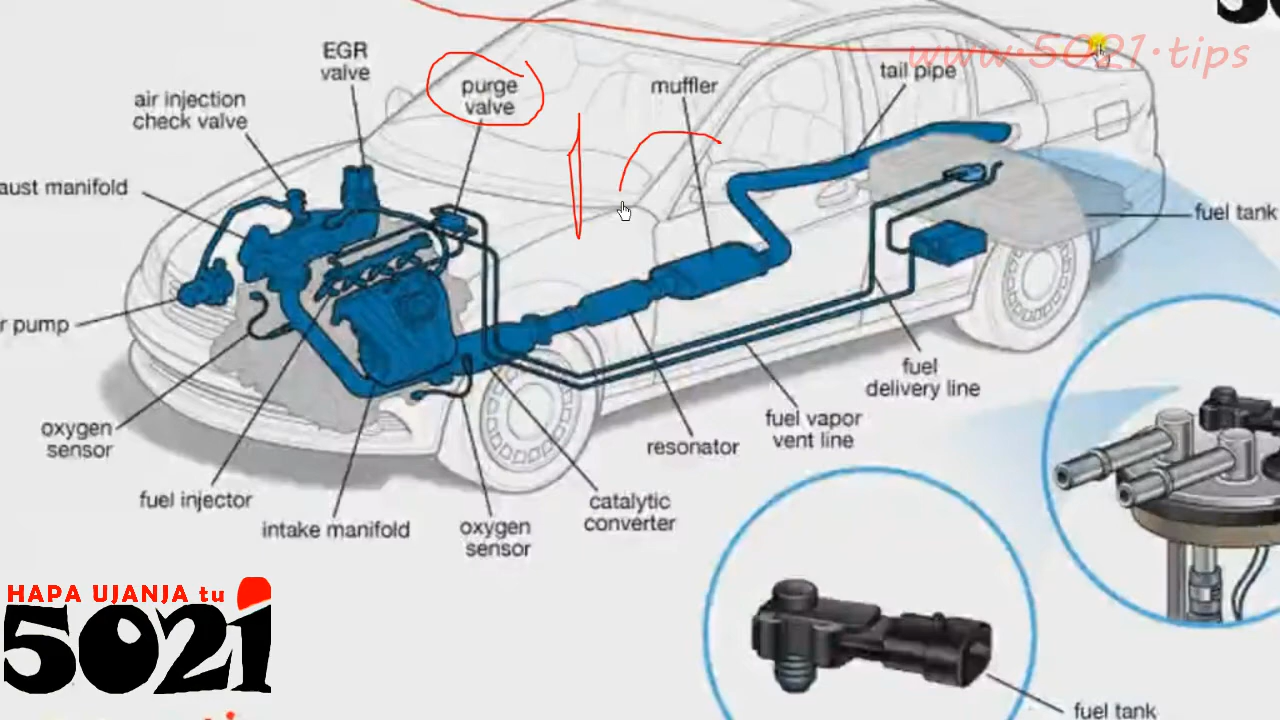 50
www.5021.tips
EGR
valve
purge
valve
muffler
tail pipe
air injection
check valve
aust manifold
fuel tank
r pump
fuel
delivery line
fuel vapor
vent line
resonator
oxygen
sensor
fuel injector
intake manifold
oxygen
sensor
catalytic
converter
HAPA UJANJA tu
5021
fuel tank